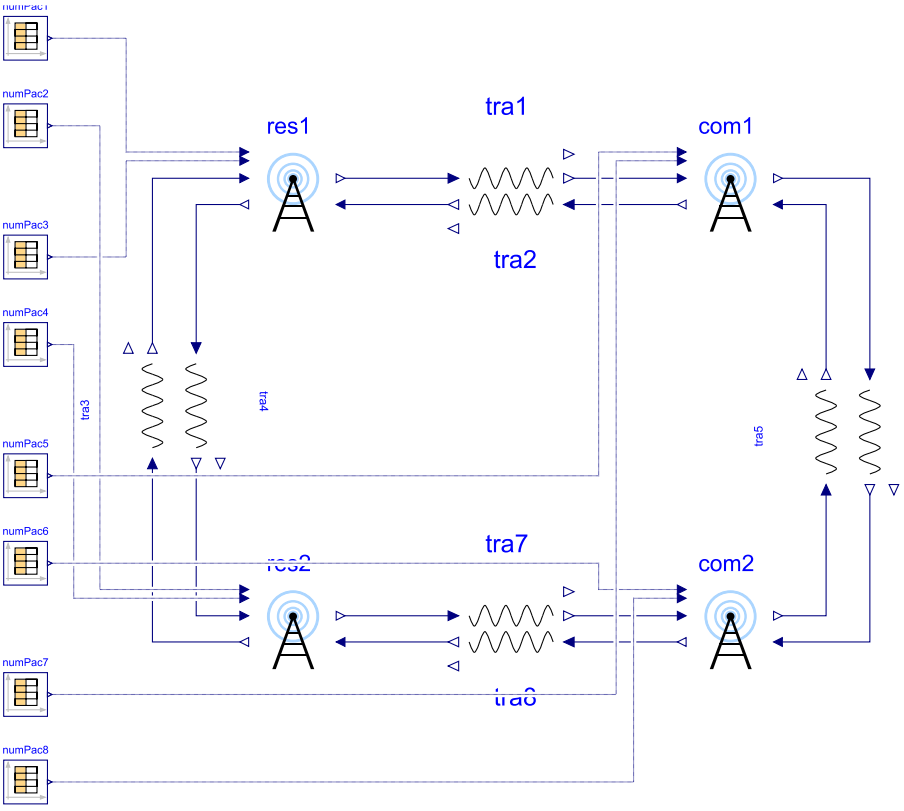 numPac1
numPac2
res1
tra1
com1
numPac3
tra2
numPac4
tra3
tra4
tra5
numPac5
numPac6
res2
tra7
com2
numPac7
tra8
numPac8